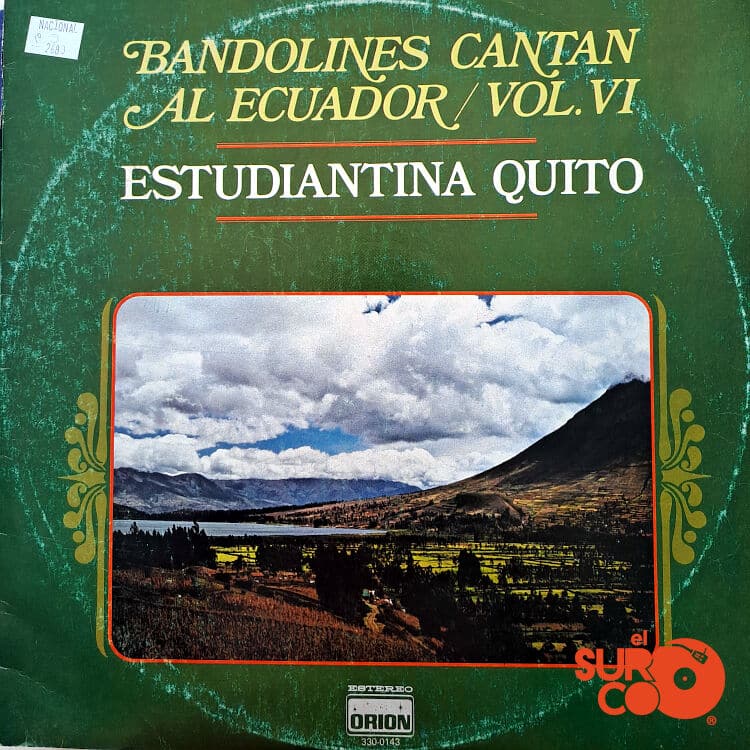 NACIONAL
BANDOLINES CANTAN
AL ECUADOR / VOL. VI
ESTUDIANTINA QUITO
el
SURCO
®
ESTEREO
ORION
330-0143